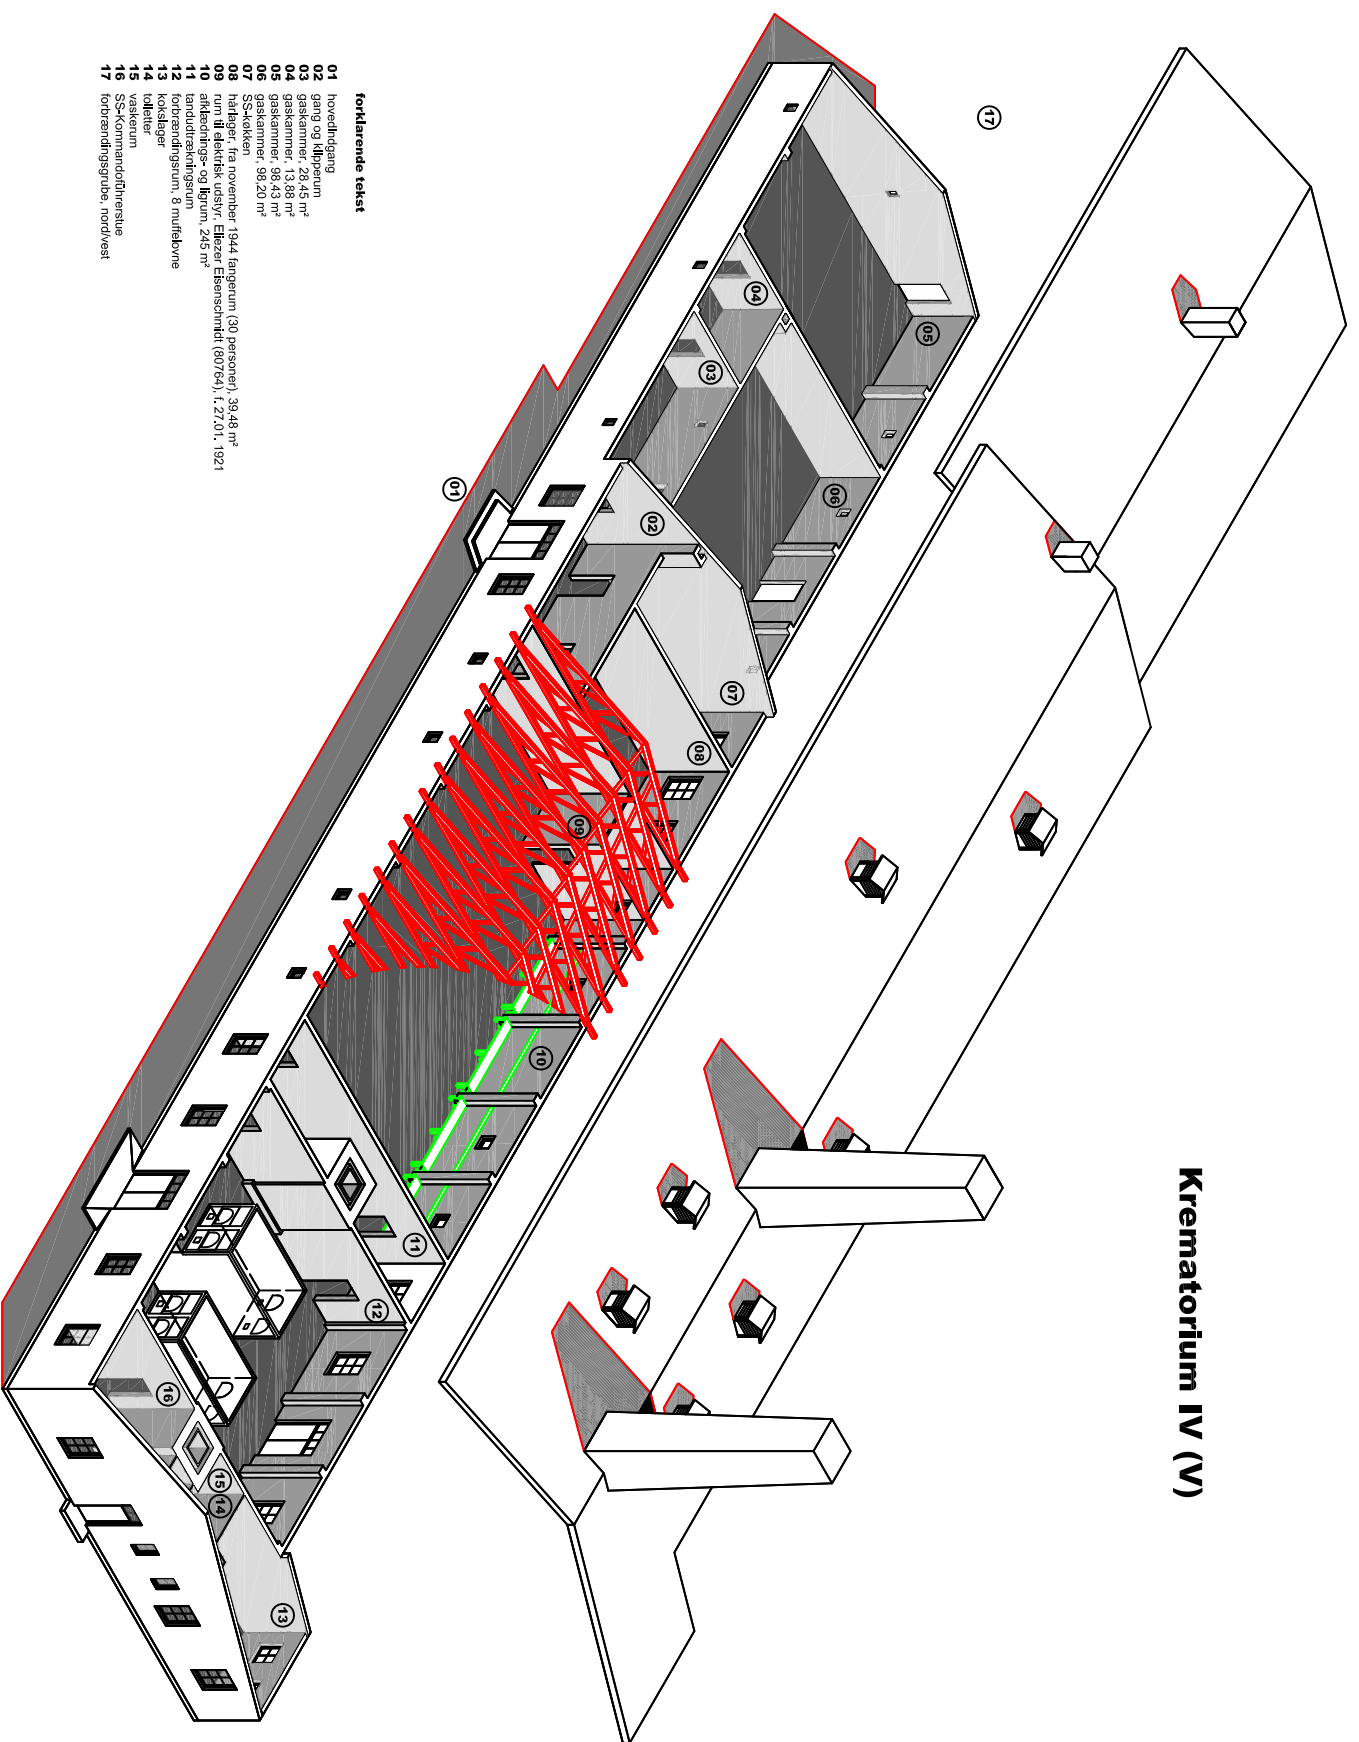 Krematorium IV (V)
forklarende tekst
01 hovedindgang
02 gang og klipperum
03 gaskammer, 28,45 m²
04 gaskammer, 13,88 m²
05 gaskammer, 98,43 m²
06 gaskammer, 98,20 m²
07 SS-køkken
08 hårlager, fra november 1944 fangerum (30 personer), 39,48 m²
09 rum til elektrisk udstyr, Eliezer Eisenschmidt (80764), f. 27.01. 1921
10 afklædnings- og ligrum, 245 m²
11 tandudtrækningsrum
12 forbrændingsrum, 8 muffelovne
13 kokslager
14 toiletter
15 vaskerum
16 SS-Kommandoführerstue
17 forbrændingsgrube, nord/vest
17
05
04
03
06
02
01
07
08
09
10
11
12
16
15
14
13